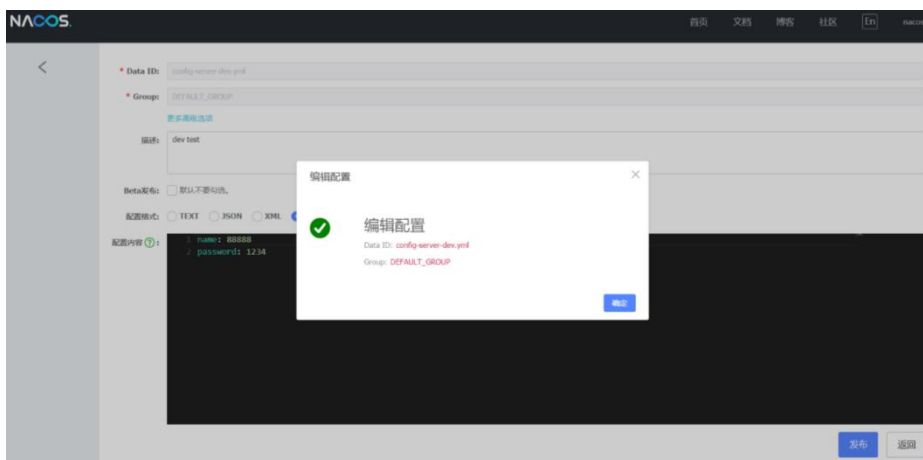 NACOS.
首页 文档 博客 社区 En nacos
* Data ID: config-server-dev.yml
* Group: DEFAULT_GROUP
更多高级选项
描述: dev test
Beta发布: 默认不要勾选。
配置格式: TEXT JSON XML
配置内容 ? :
1 name: 88888
2 password: 1234
编辑配置
编辑配置
Data ID: config-server-dev.yml
Group: DEFAULT_GROUP
确定
发布 返回